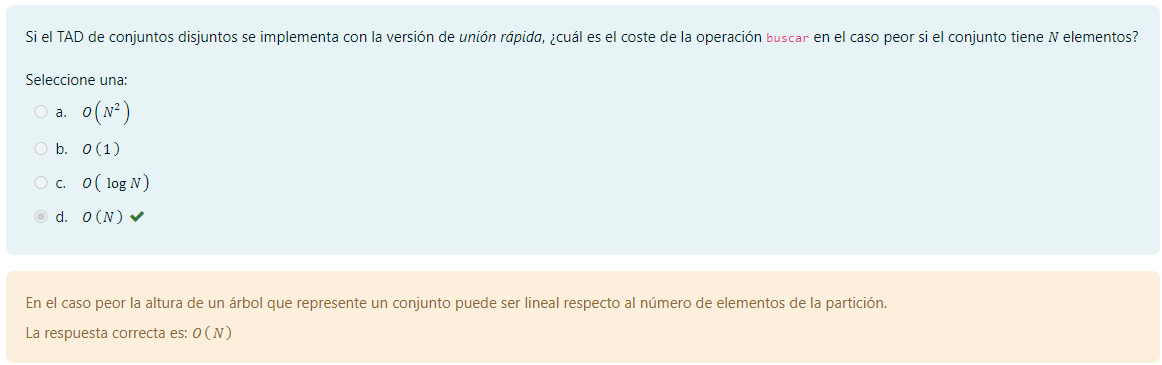 Si el TAD de conjuntos disjuntos se implementa con la versión de unión rápida, ¿cuál es el coste de la operación buscar en el caso peor si el conjunto tiene N elementos?
Seleccione una:
a. O(N²)
b. O(1)
c. O( log N)
d. O(N) ✔
En el caso peor la altura de un árbol que represente un conjunto puede ser lineal respecto al número de elementos de la partición.
La respuesta correcta es: O(N)